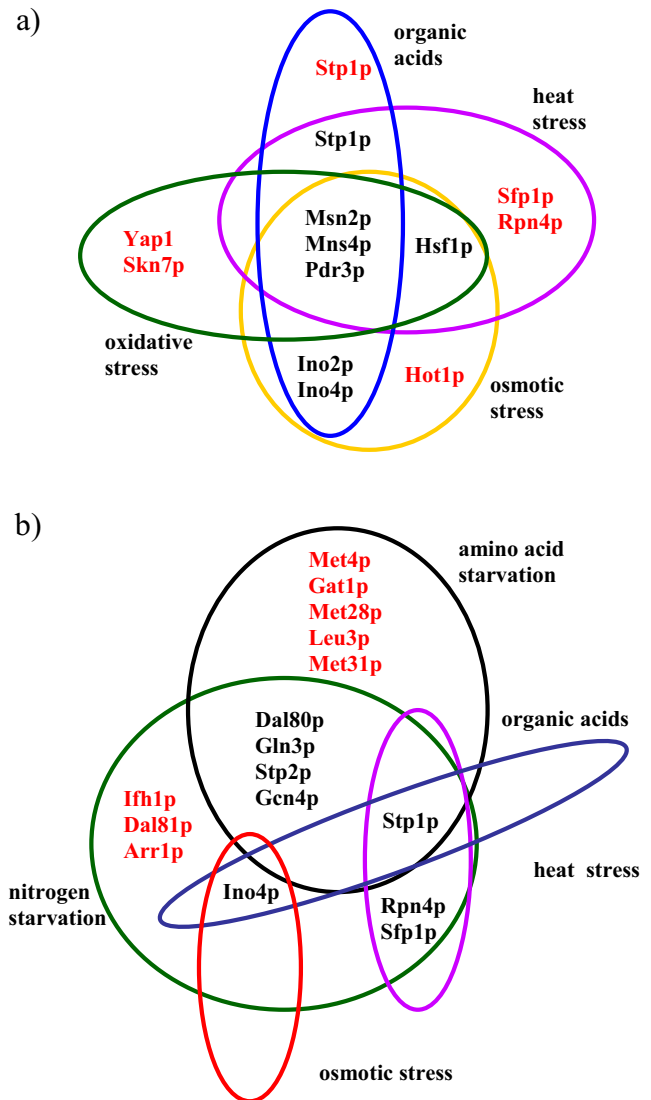 a)
organic
acids
Stp1p
heat
stress
Stp1p
Sfp1p
Rpn4p
Msn2p
Mns4p
Pdr3p
Hsf1p
Yap1
Skn7p
oxidative
stress
Ino2p
Ino4p
Hot1p
osmotic
stress
b)
amino acid
starvation
Met4p
Gat1p
Met28p
Leu3p
Met31p
organic acids
Dal80p
Gln3p
Stp2p
Gcn4p
Ifh1p
Dal81p
Arr1p
Stp1p
heat stress
nitrogen
starvation
Ino4p
Rpn4p
Sfp1p
osmotic stress